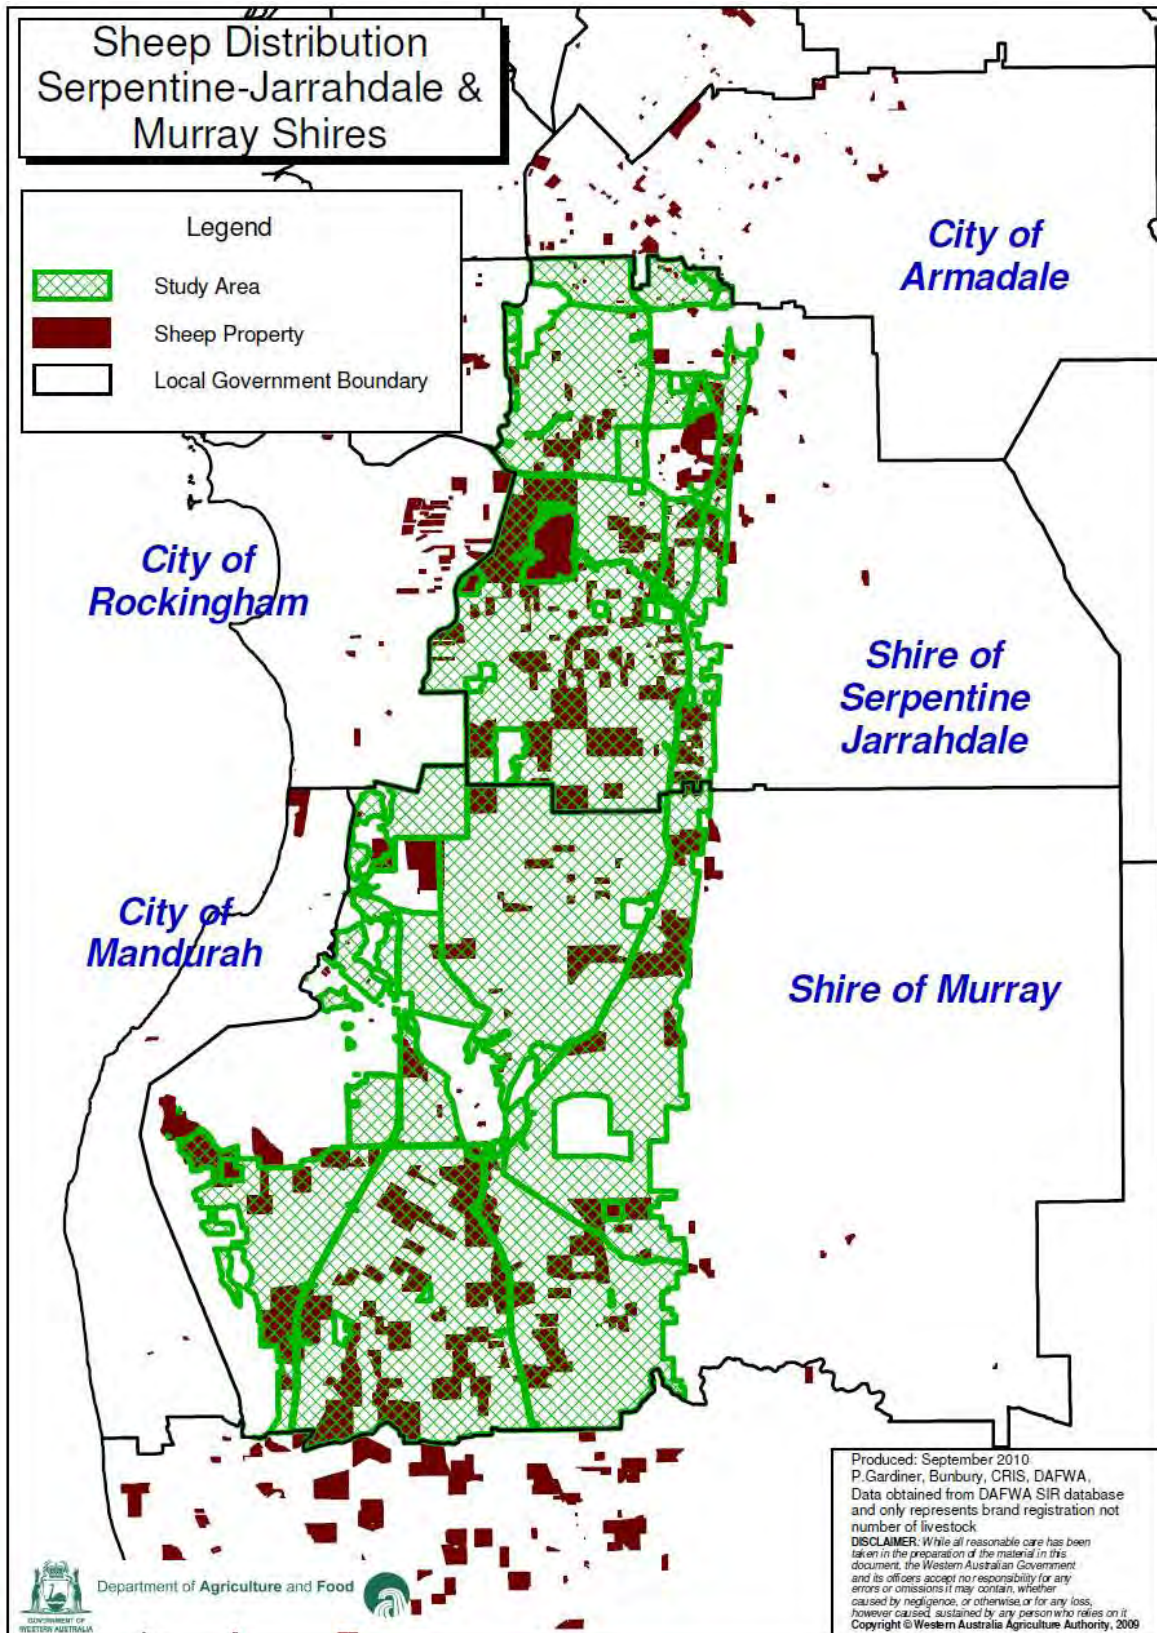 Sheep Distribution
Serpentine-Jarrahdale &
Murray Shires
Legend
Study Area
Sheep Property
Local Government Boundary
City of
Armadale
City of
Rockingham
Shire of
Serpentine
Jarrahdale
City of
Mandurah
Shire of Murray
Produced: September 2010
P.Gardiner, Bunbury, CRIS, DAFWA,
Data obtained from DAFWA SIR database
and only represents brand registration not
number of livestock
DISCLAIMER: While all reasonable care has been
taken in the preparation of the material in this
document, the Western Australian Government
and its officers accept no responsibility for any
errors or omissions it may contain, whether
caused by negligence, or otherwise, or for any loss,
however caused, sustained by any person who relies on it
Copyright © Western Australia Agriculture Authority, 2009
Department of Agriculture and Food
GOVERNMENT OF
WESTERN AUSTRALIA